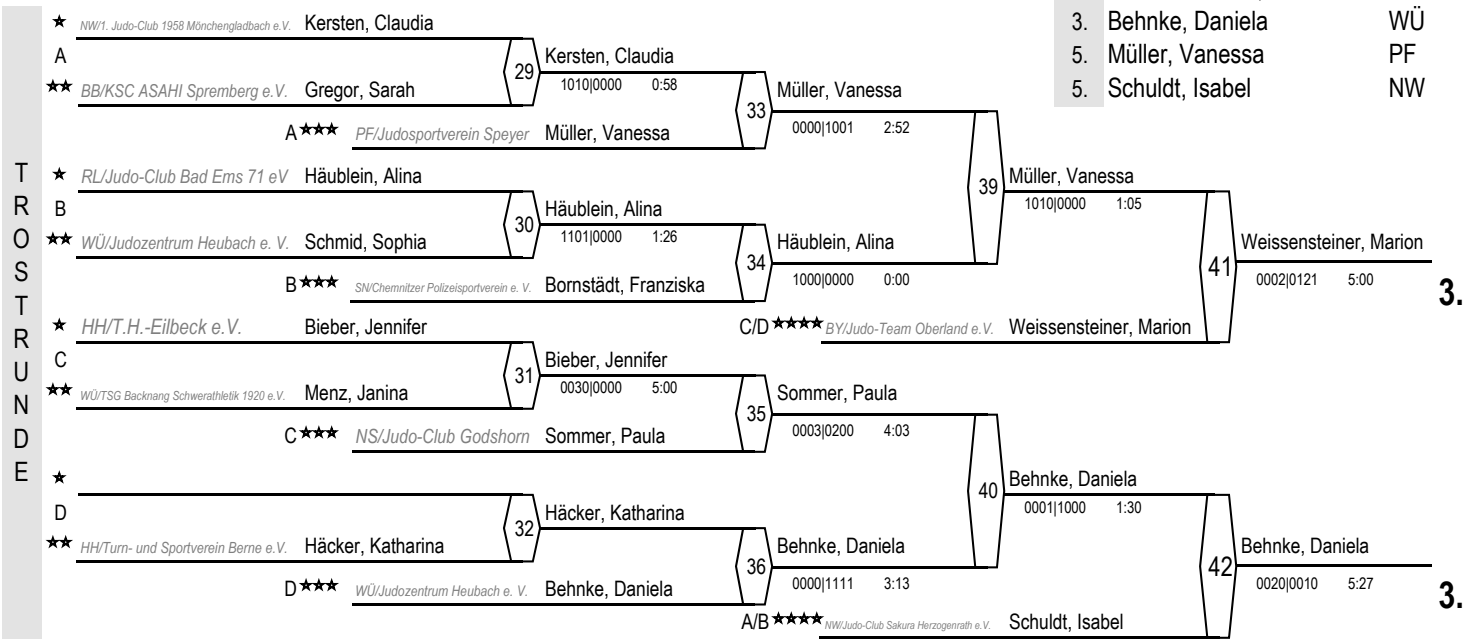 NW/1. Judo-Club 1958 Mönchengladbach e.V. Kersten, Claudia
3. Behnke, Daniela WÜ
5. Müller, Vanessa PF
5. Schuldt, Isabel NW
A
29 Kersten, Claudia
1010|0000 0:58
BB/KSC ASAHI Spremberg e.V. Gregor, Sarah
33 Müller, Vanessa
0000|1001 2:52
A PF/Judosportverein Speyer Müller, Vanessa
TROSTRUNDE
RL/Judo-Club Bad Ems 71 eV Häublein, Alina
39 Müller, Vanessa
1010|0000 1:05
B
30 Häublein, Alina
1101|0000 1:26
WÜ/Judozentrum Heubach e. V. Schmid, Sophia
34 Häublein, Alina
1000|0000 0:00
41 Weissensteiner, Marion
0002|0121 5:00
3.
B SN/Chemnitzer Polizeisportverein e. V. Bornstädt, Franziska
HH/T.H.-Eilbeck e.V. Bieber, Jennifer
C/D BY/Judo-Team Oberland e.V. Weissensteiner, Marion
C
31 Bieber, Jennifer
0030|0000 5:00
WÜ/TSG Backnang Schwerathletik 1920 e.V. Menz, Janina
35 Sommer, Paula
0003|0200 4:03
C NS/Judo-Club Godshorn Sommer, Paula
40 Behnke, Daniela
0001|1000 1:30
D
32 Häcker, Katharina
HH/Turn- und Sportverein Berne e.V. Häcker, Katharina
36 Behnke, Daniela
0000|1111 3:13
42 Behnke, Daniela
0020|0010 5:27
3.
D WÜ/Judozentrum Heubach e. V. Behnke, Daniela
A/B NW/Judo-Club Sakura Herzogenrath e.V. Schuldt, Isabel